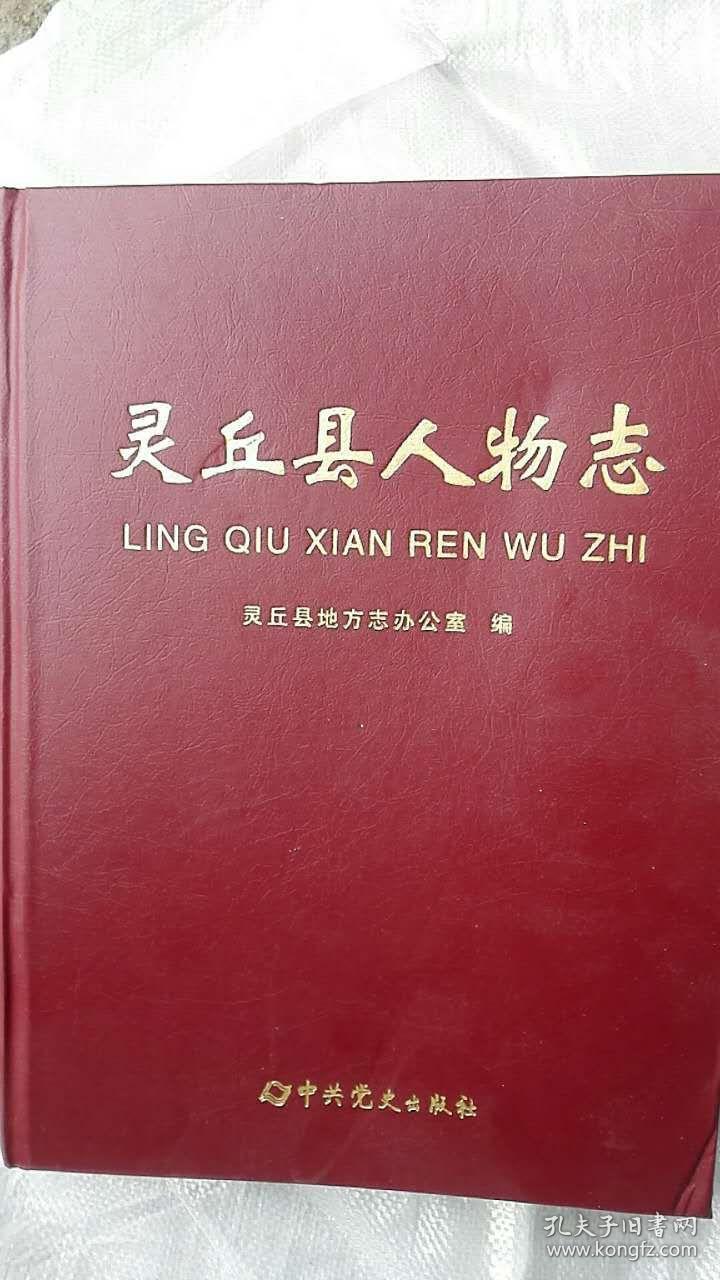 灵丘县人物志
LING QIU XIAN REN WU ZHI
灵丘县地方志办公室 编
中共党史出版社
孔夫子旧书网
www.kongfz.com